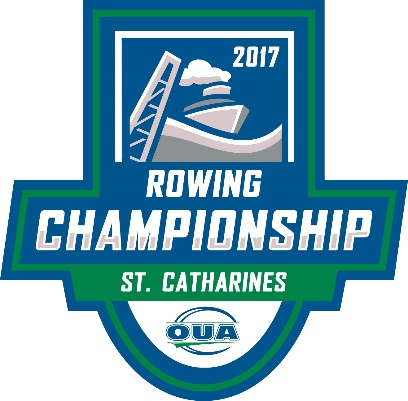 2017
ROWING
CHAMPIONSHIP
ST. CATHARINES
OUA